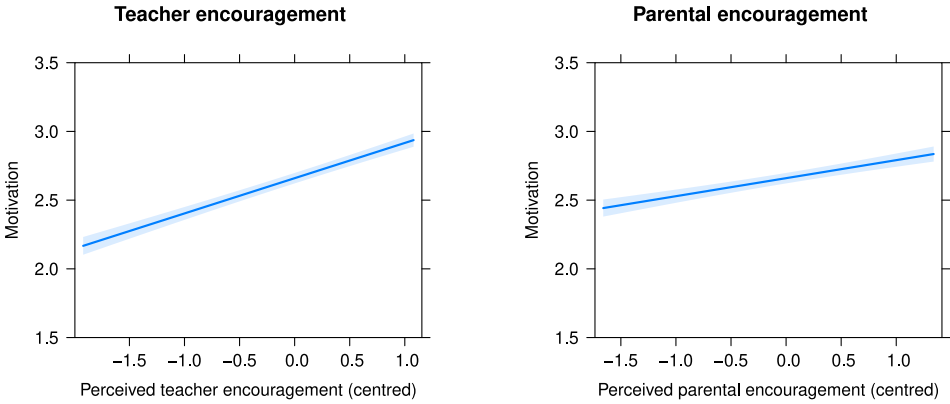 Teacher encouragement
3.5
3.0
2.5
2.0
1.5
Motivation
−1.5 −1.0 −0.5 0.0 0.5 1.0
Perceived teacher encouragement (centred)
Parental encouragement
3.5
3.0
2.5
2.0
1.5
Motivation
−1.5 −1.0 −0.5 0.0 0.5 1.0
Perceived parental encouragement (centred)